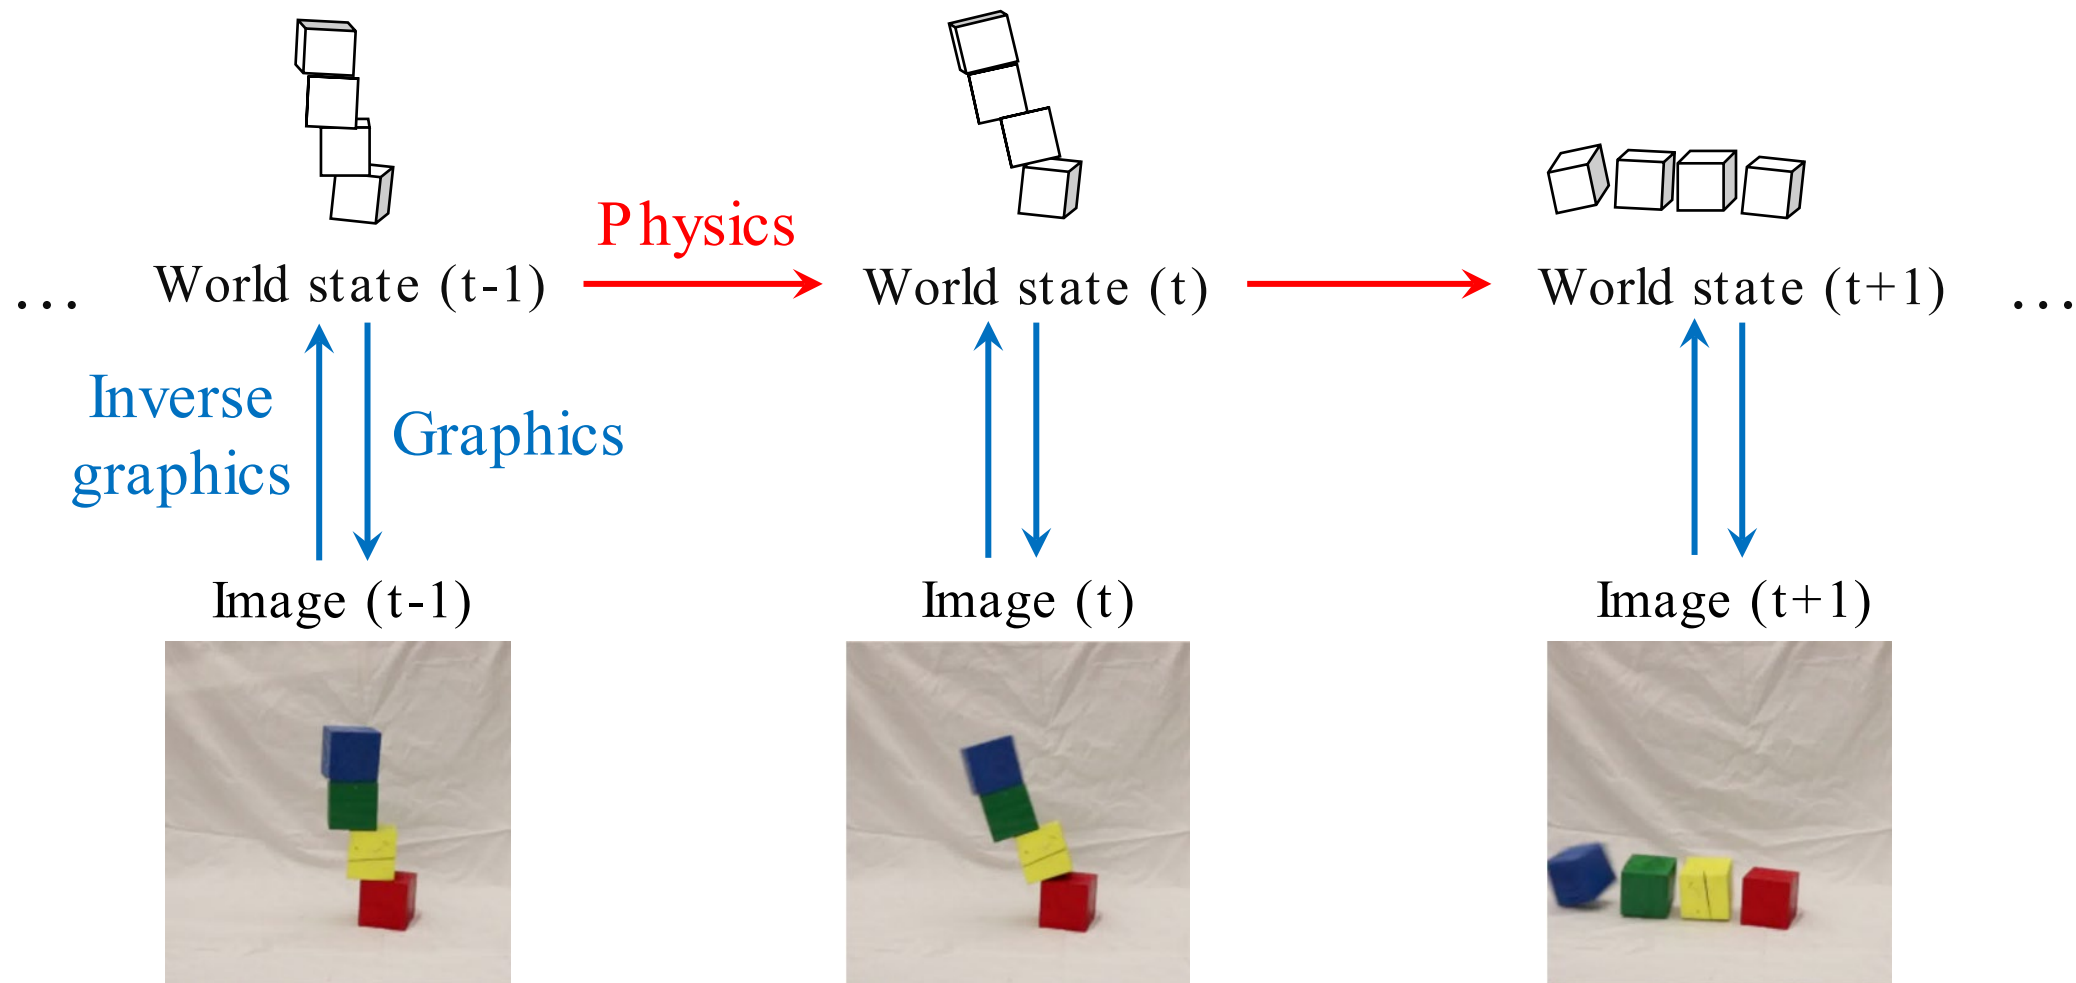 Physics
... World state (t-1) World state (t) World state (t+1) ...
Inverse
graphics
Graphics
Image (t-1) Image (t) Image (t+1)